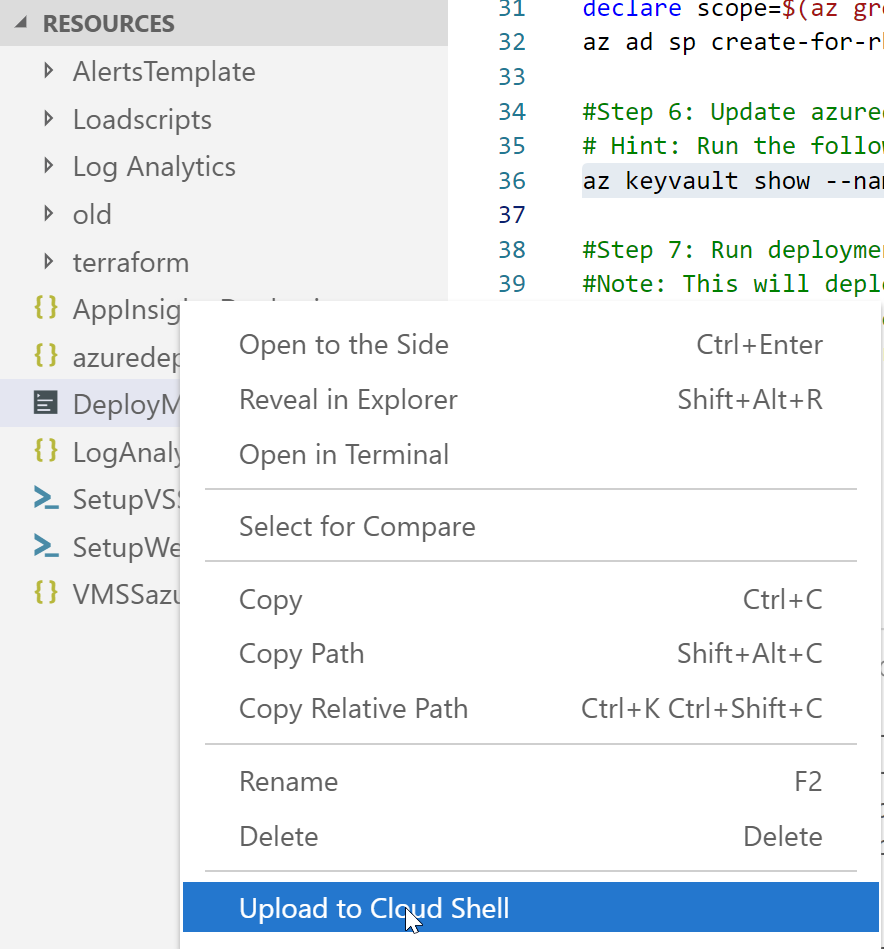 RESOURCES
AlertsTemplate
Loadscripts
Log Analytics
old
terraform
azuredep
DeployM
LogAnaly
SetupVSS
SetupWe
VMSSazu
31 declare scope=$(az gr
32 az ad sp create-for-r
33
34 #Step 6: Update azure
35 # Hint: Run the follow
36 az keyvault show --na
37
38 #Step 7: Run deployme
39 #Note: This will depl
Open to the Side Ctrl+Enter
Reveal in Explorer Shift+Alt+R
Open in Terminal
Select for Compare
Copy Ctrl+C
Copy Path Shift+Alt+C
Copy Relative Path Ctrl+K Ctrl+Shift+C
Rename F2
Delete Delete
Upload to Cloud Shell